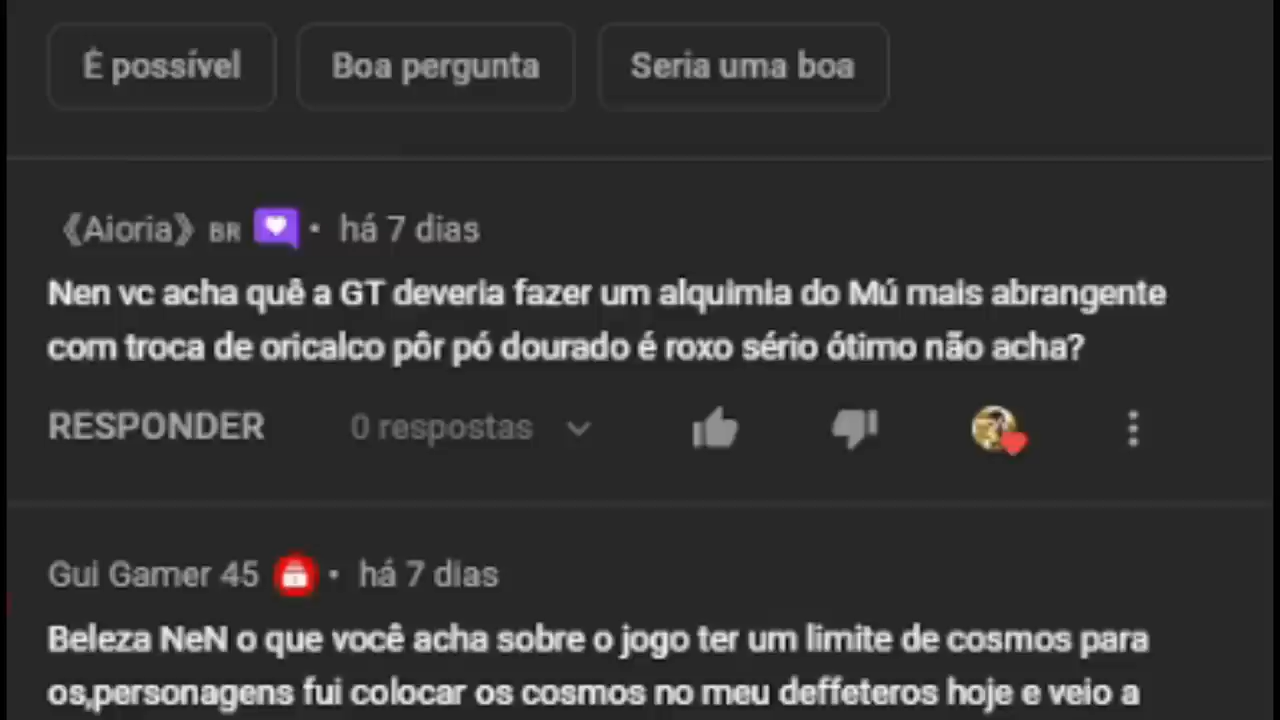 É possível
Boa pergunta
Seria uma boa
《Aioria》 BR • há 7 dias
Nen vc acha quê a GT deveria fazer um alquimia do Mú mais abrangente
com troca de oricalco pôr pó dourado é roxo sério ótimo não acha?
RESPONDER
0 respostas
Gui Gamer 45 • há 7 dias
Beleza NeN o que você acha sobre o jogo ter um limite de cosmos para
os,personagens fui colocar os cosmos no meu deffeteros hoje e veio a